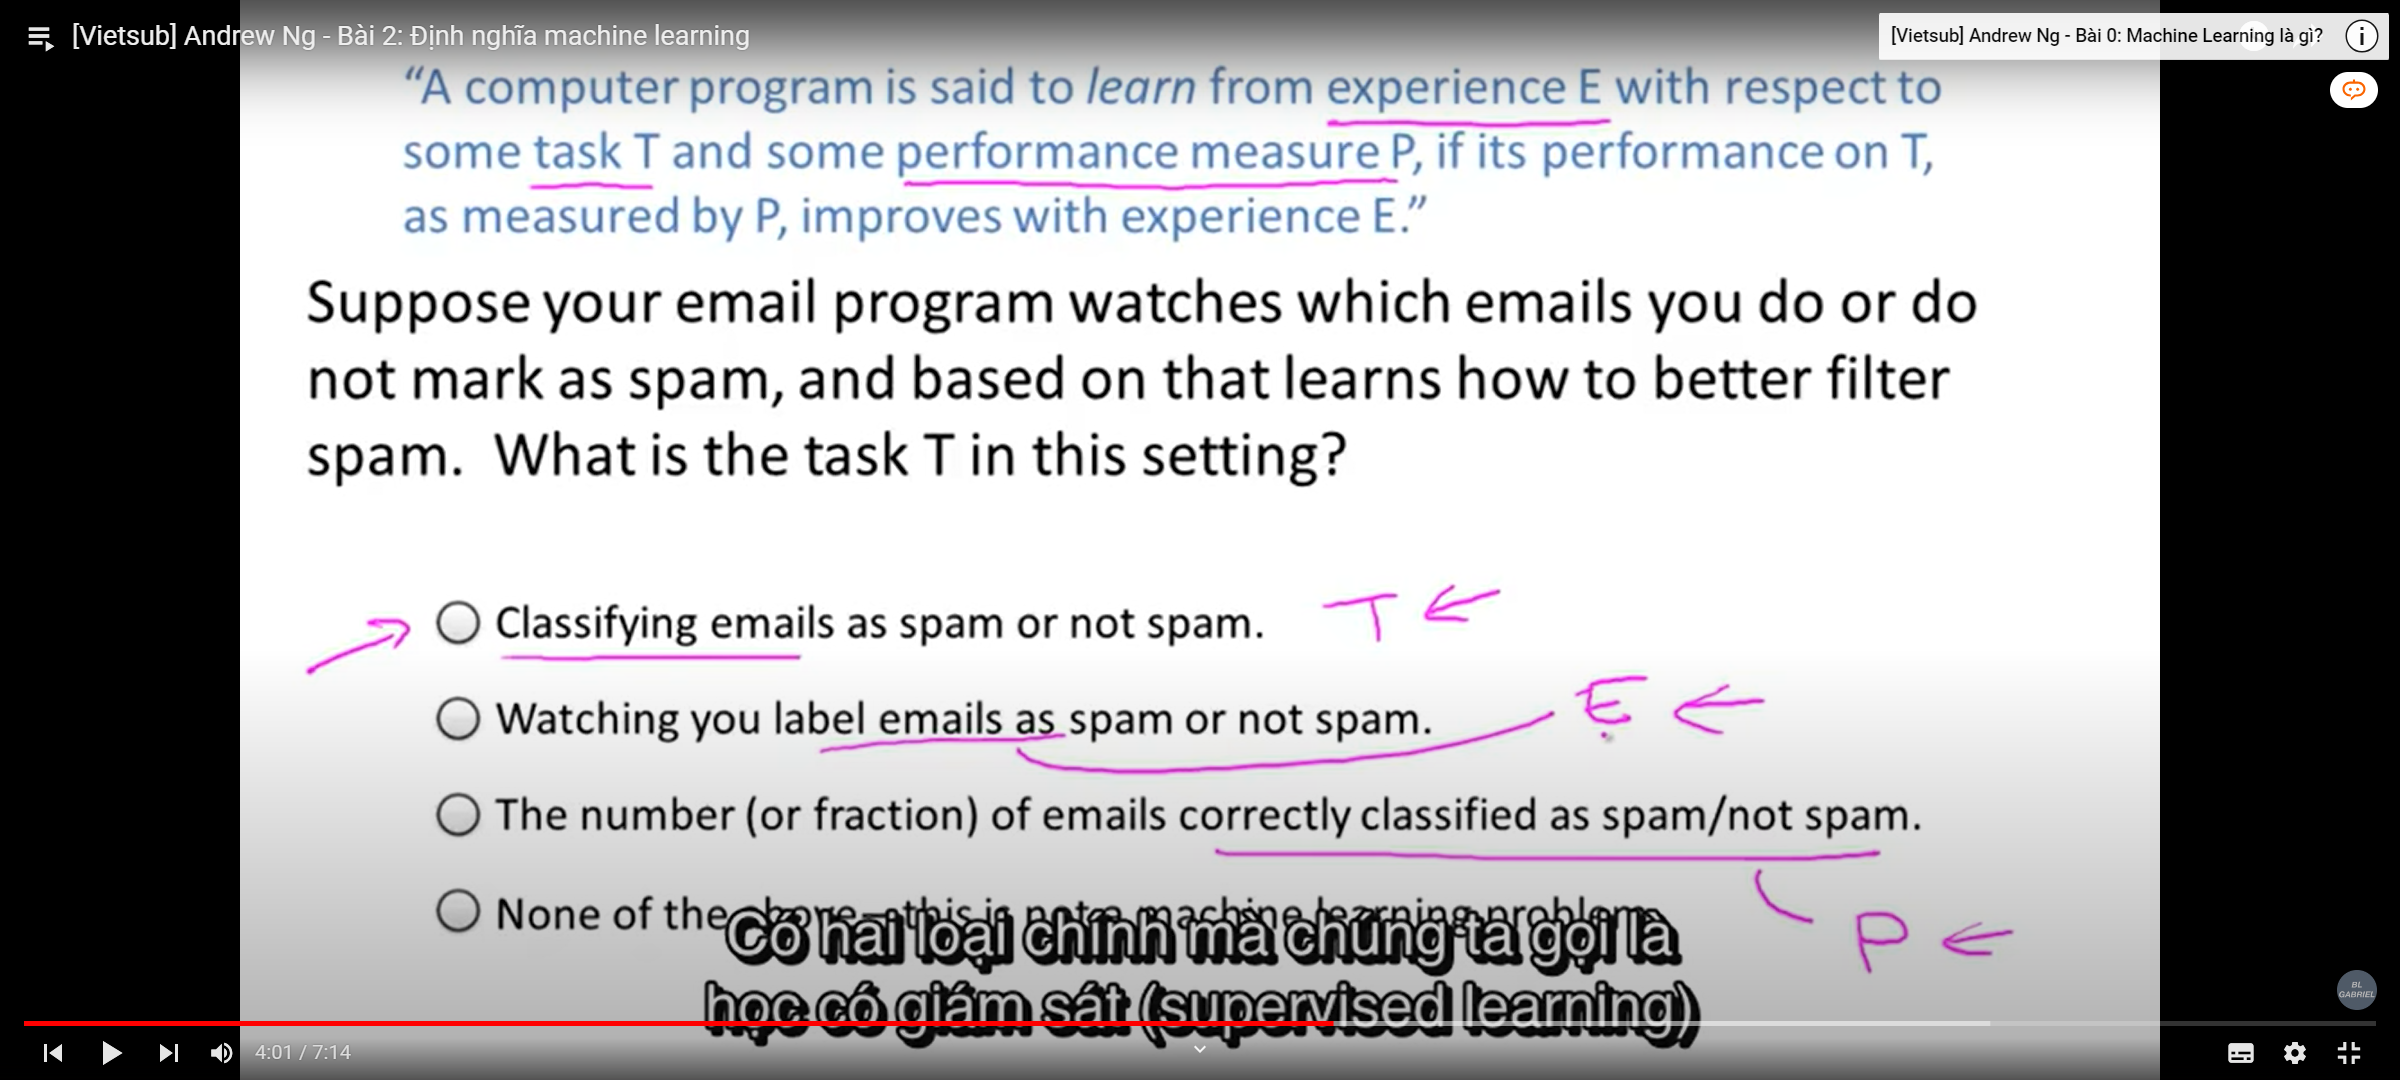 [Vietsub] Andrew Ng - Bài 2: Định nghĩa machine learning
[Vietsub] Andrew Ng - Bài 0: Machine Learning là gì?
“A computer program is said to learn from experience E with respect to
some task T and some performance measure P, if its performance on T,
as measured by P, improves with experience E.”
Suppose your email program watches which emails you do or do
not mark as spam, and based on that learns how to better filter
spam. What is the task T in this setting?
Classifying emails as spam or not spam. T
Watching you label emails as spam or not spam. E
The number (or fraction) of emails correctly classified as spam/not spam.
None of the above—this is not a machine learning problem.
P
Có hai loại chính mà chúng ta gọi là
học có giám sát (supervised learning)
BL
GABRIEL
4:01 / 7:14